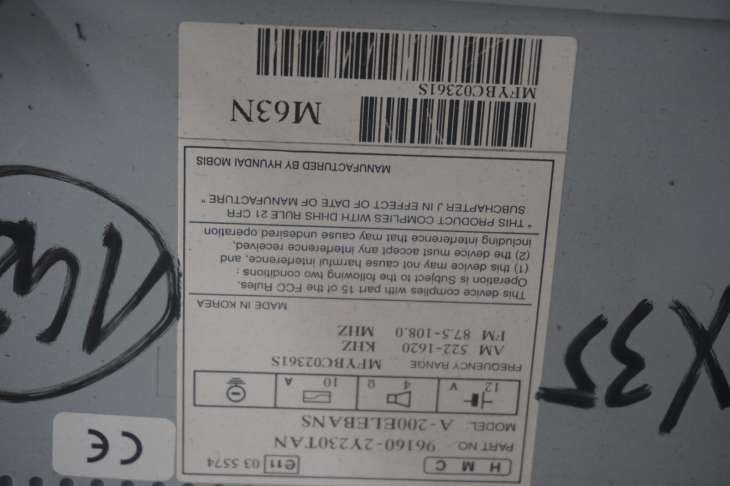 H M C e11 03 5574
PART NO. 96160-2Y230TAN
MODEL: A-200ELEBANS
12 V 4 Ω 10 A
FREQUENCY RANGE MFYBC02361S
AM 522-1620 KHZ
FM 87.5-108.0 MHZ
MADE IN KOREA
This device complies with part 15 of the FCC Rules.
Operation is Subject to the following two conditions :
(1) this device may not cause harmful interference, and
(2) the device must accept any interference received,
including interference that may cause undesired operation
* THIS PRODUCT COMPLIES WITH DHHS RULE 21 CFR
SUBCHAPTER J IN EFFECT OF DATE OF MANUFACTURE *
MANUFACTURED BY HYUNDAI MOBIS
M63N
MFYBC02361S
CE
X35